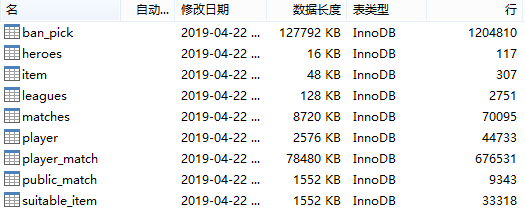 名 自动... 修改日期 数据长度 表类型 行
ban_pick 2019-04-22 ... 127792 KB InnoDB 1204810
heroes 2019-04-22 ... 16 KB InnoDB 117
item 2019-04-22 ... 48 KB InnoDB 307
leagues 2019-04-22 ... 128 KB InnoDB 2751
matches 2019-04-22 ... 8720 KB InnoDB 70095
player 2019-04-22 ... 2576 KB InnoDB 44733
player_match 2019-04-22 ... 78480 KB InnoDB 676531
public_match 2019-04-22 ... 1552 KB InnoDB 9343
suitable_item 2019-04-22 ... 1552 KB InnoDB 33318